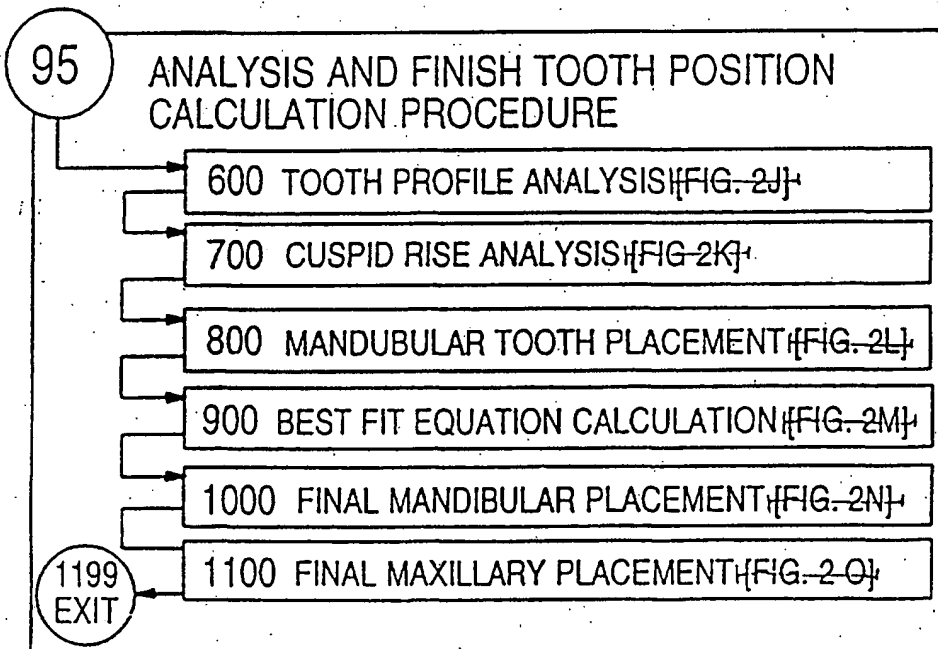 95
ANALYSIS AND FINISH TOOTH POSITION
CALCULATION PROCEDURE
600 TOOTH PROFILE ANALYSIS [FIG. 2J]
700 CUSPID RISE ANALYSIS [FIG 2K]
800 MANDUBULAR TOOTH PLACEMENT [FIG. 2L]
900 BEST FIT EQUATION CALCULATION [FIG. 2M]
1000 FINAL MANDIBULAR PLACEMENT [FIG. 2N]
1100 FINAL MAXILLARY PLACEMENT [FIG. 2-O]
1199
EXIT